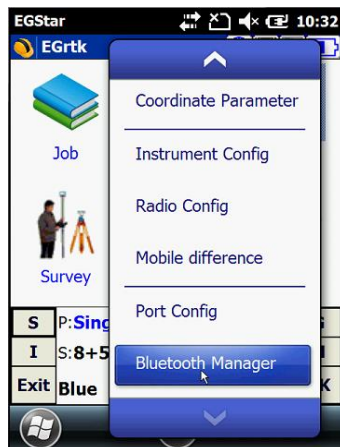 EGStar 10:32
EGrtk
Coordinate Parameter
Job
Instrument Config
Radio Config
Mobile difference
Survey
Port Config
S P:Sing
I S:8+5
Bluetooth Manager
Exit Blue K